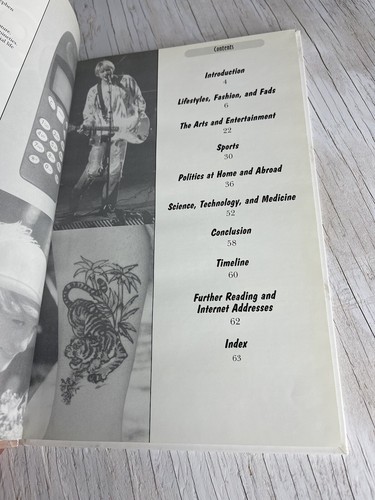 Contents
Introduction
4
Lifestyles, Fashion, and Fads
6
The Arts and Entertainment
22
Sports
30
Politics at Home and Abroad
36
Science, Technology, and Medicine
52
Conclusion
58
Timeline
60
Further Reading and
Internet Addresses
62
Index
63